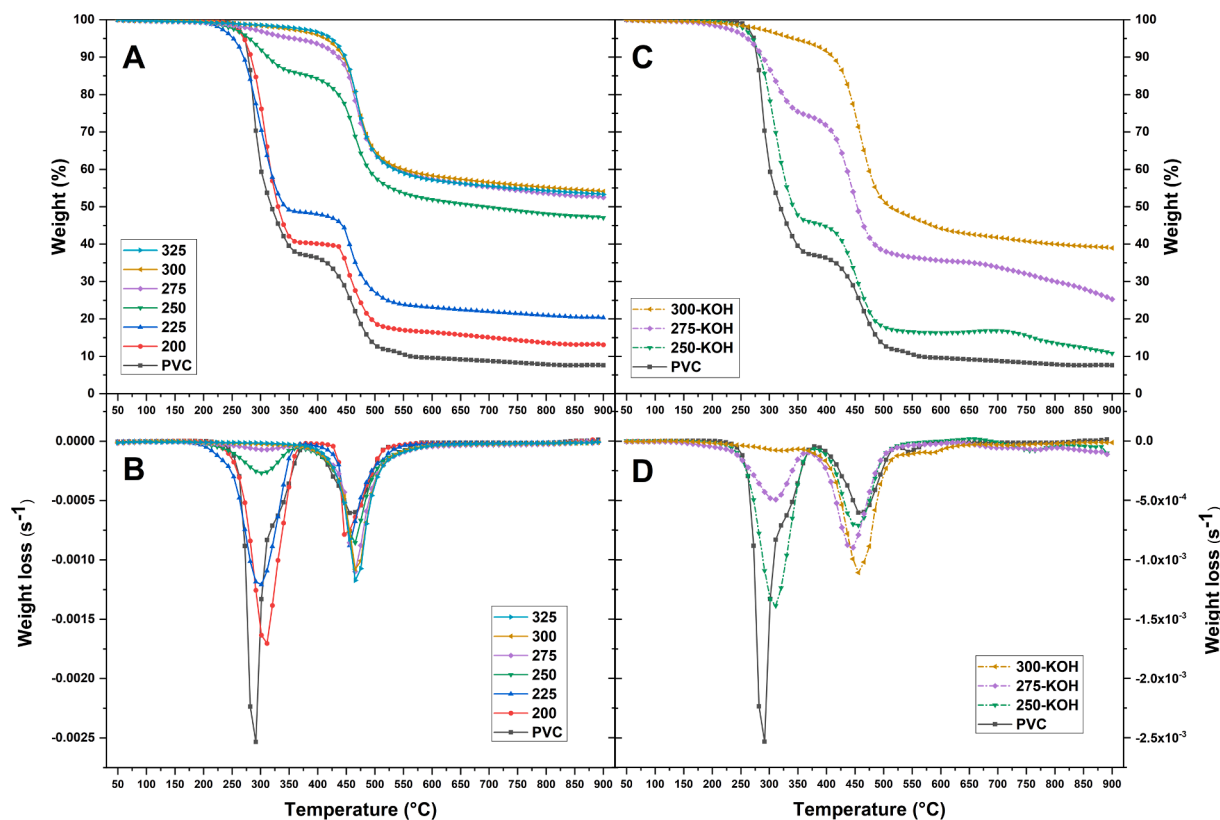 A
Weight (%)
100
90
80
70
60
50
40
30
20
10
0
325
300
275
250
225
200
PVC
50 100 150 200 250 300 350 400 450 500 550 600 650 700 750 800 850 900
C
Weight (%)
100
90
80
70
60
50
40
30
20
10
0
300-KOH
275-KOH
250-KOH
PVC
50 100 150 200 250 300 350 400 450 500 550 600 650 700 750 800 850 900
B
Weight loss (s⁻¹)
0.0000
-0.0005
-0.0010
-0.0015
-0.0020
-0.0025
325
300
275
250
225
200
PVC
50 100 150 200 250 300 350 400 450 500 550 600 650 700 750 800 850 900
Temperature (°C)
D
Weight loss (s⁻¹)
0.0
-5.0x10⁻⁴
-1.0x10⁻³
-1.5x10⁻³
-2.0x10⁻³
-2.5x10⁻³
300-KOH
275-KOH
250-KOH
PVC
50 100 150 200 250 300 350 400 450 500 550 600 650 700 750 800 850 900
Temperature (°C)